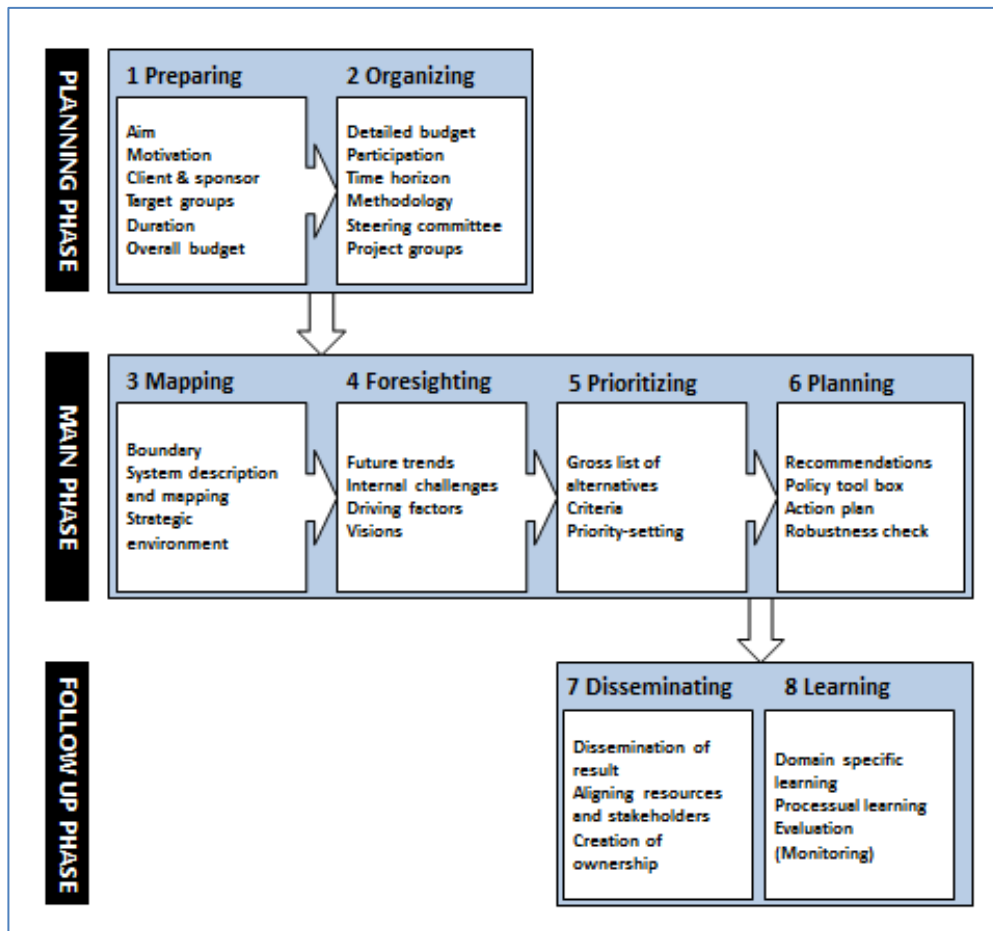 PLANNING PHASE
1 Preparing
Aim
Motivation
Client & sponsor
Target groups
Duration
Overall budget
2 Organizing
Detailed budget
Participation
Time horizon
Methodology
Steering committee
Project groups
MAIN PHASE
3 Mapping
Boundary
System description
and mapping
Strategic
environment
4 Foresighting
Future trends
Internal challenges
Driving factors
Visions
5 Prioritizing
Gross list of
alternatives
Criteria
Priority-setting
6 Planning
Recommendations
Policy tool box
Action plan
Robustness check
FOLLOW UP PHASE
7 Disseminating
Dissemination of
result
Aligning resources
and stakeholders
Creation of
ownership
8 Learning
Domain specific
learning
Processual learning
Evaluation
(Monitoring)